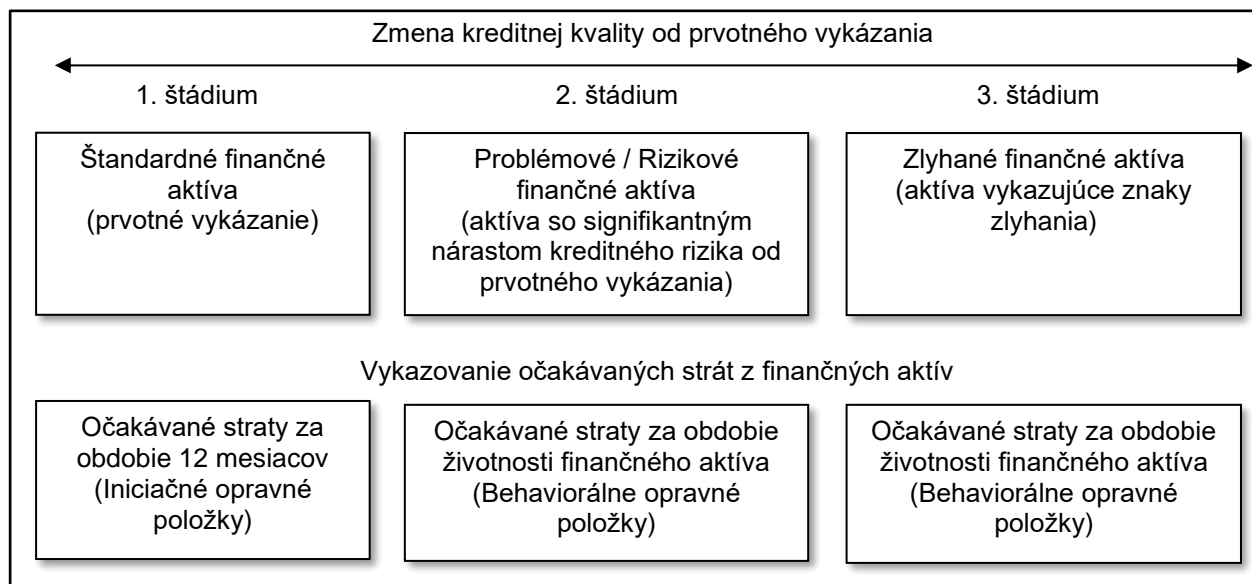 Zmena kreditnej kvality od prvotného vykázania
1. štádium
2. štádium
3. štádium
Štandardné finančné
aktíva
(prvotné vykázanie)
Problémové / Rizikové
finančné aktíva
(aktíva so signifikantným
nárastom kreditného rizika od
prvotného vykázania)
Zlyhané finančné aktíva
(aktíva vykazujúce znaky
zlyhania)
Vykazovanie očakávaných strát z finančných aktív
Očakávané straty za
obdobie 12 mesiacov
(Iniciačné opravné
položky)
Očakávané straty za obdobie
životnosti finančného aktíva
(Behaviorálne opravné
položky)
Očakávané straty za obdobie
životnosti finančného aktíva
(Behaviorálne opravné
položky)